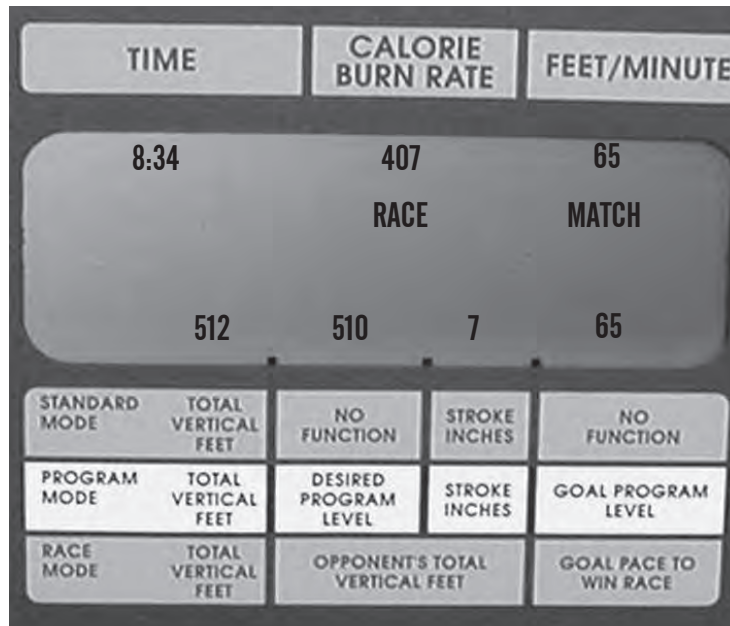 TIME
CALORIE
BURN RATE
FEET/MINUTE
8:34 407 65
RACE MATCH
512 510 7 65
STANDARD
MODE
TOTAL
VERTICAL
FEET
NO
FUNCTION
STROKE
INCHES
NO
FUNCTION
PROGRAM
MODE
TOTAL
VERTICAL
FEET
DESIRED
PROGRAM
LEVEL
STROKE
INCHES
GOAL PROGRAM
LEVEL
RACE
MODE
TOTAL
VERTICAL
FEET
OPPONENT'S TOTAL
VERTICAL FEET
GOAL PACE TO
WIN RACE